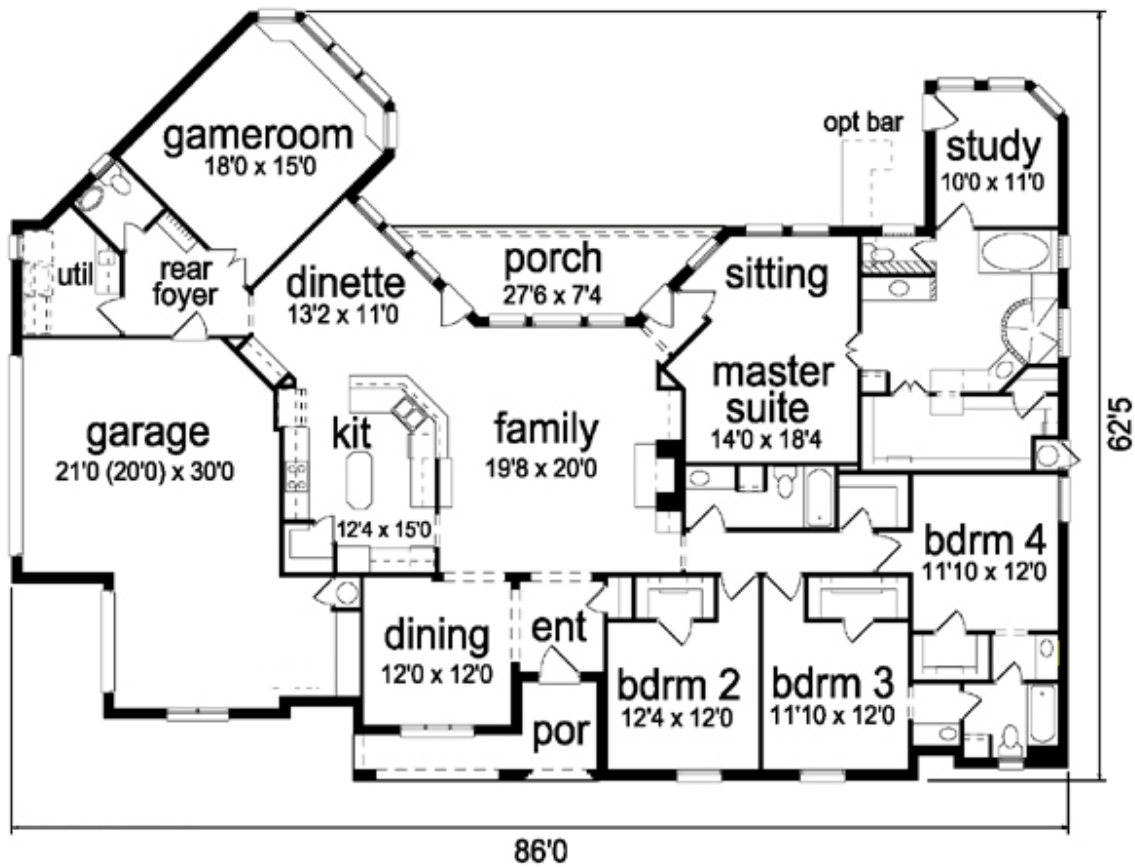 gameroom
18'0 x 15'0
opt bar
study
10'0 x 11'0
util
rear
foyer
dinette
13'2 x 11'0
porch
27'6 x 7'4
sitting
master
suite
14'0 x 18'4
garage
21'0 (20'0) x 30'0
kit
12'4 x 15'0
family
19'8 x 20'0
62'5
bdrm 4
11'10 x 12'0
dining
12'0 x 12'0
ent
por
bdrm 2
12'4 x 12'0
bdrm 3
11'10 x 12'0
86'0